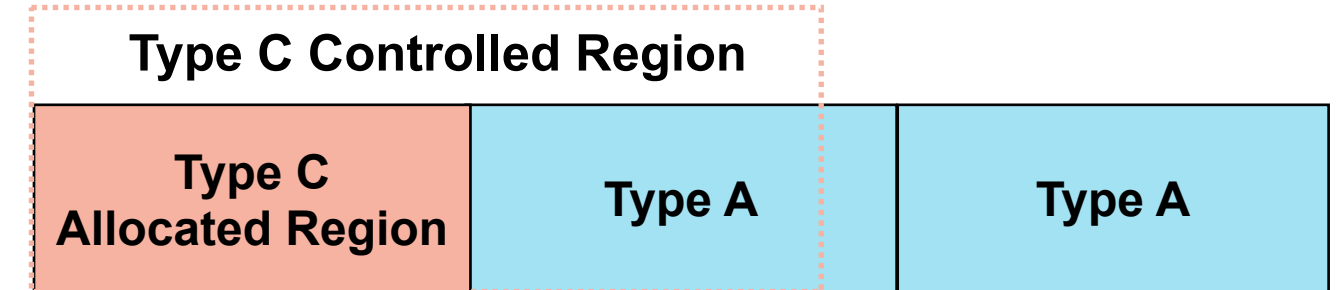 Type C Controlled Region
Type C
Allocated Region
Type A
Type A